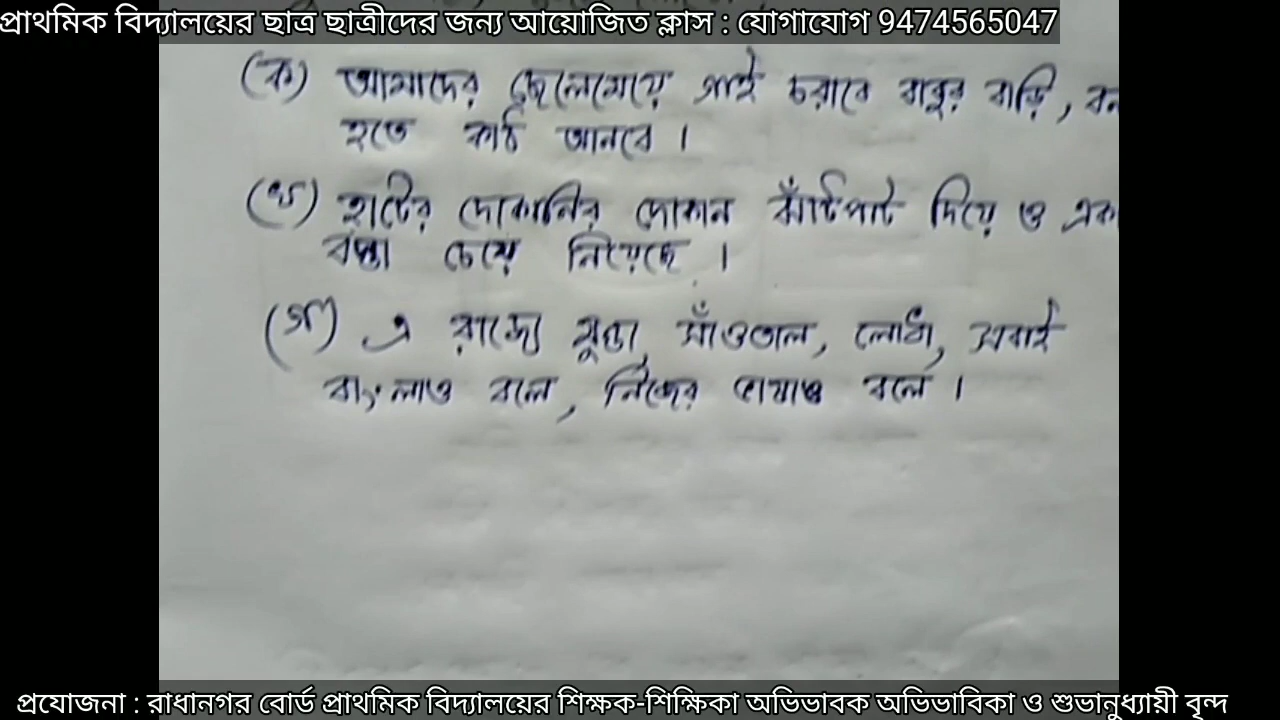 প্রাথমিক বিদ্যালয়ের ছাত্র ছাত্রীদের জন্য আয়োজিত ক্লাস : যোগাযোগ 9474565047
(ক) আমাদের ছেলেমেয়ে গাই চরাবে বাবুর বাড়ি, বন
হতে কাঠ আনবে।
(খ) হাটের দোকানির দোকান ঝাঁটপাট দিয়ে ও এক
বস্তা চেয়ে নিয়েছে।
(গ) এ রাজ্যে মুন্ডা, সাঁওতাল, লোধা, সবাই
বাংলাও বলে, নিজের ভাষাও বলে।
প্রযোজনা : রাধানগর বোর্ড প্রাথমিক বিদ্যালয়ের শিক্ষক-শিক্ষিকা অভিভাবক অভিভাবিকা ও শুভানুধ্যায়ী বৃন্দ